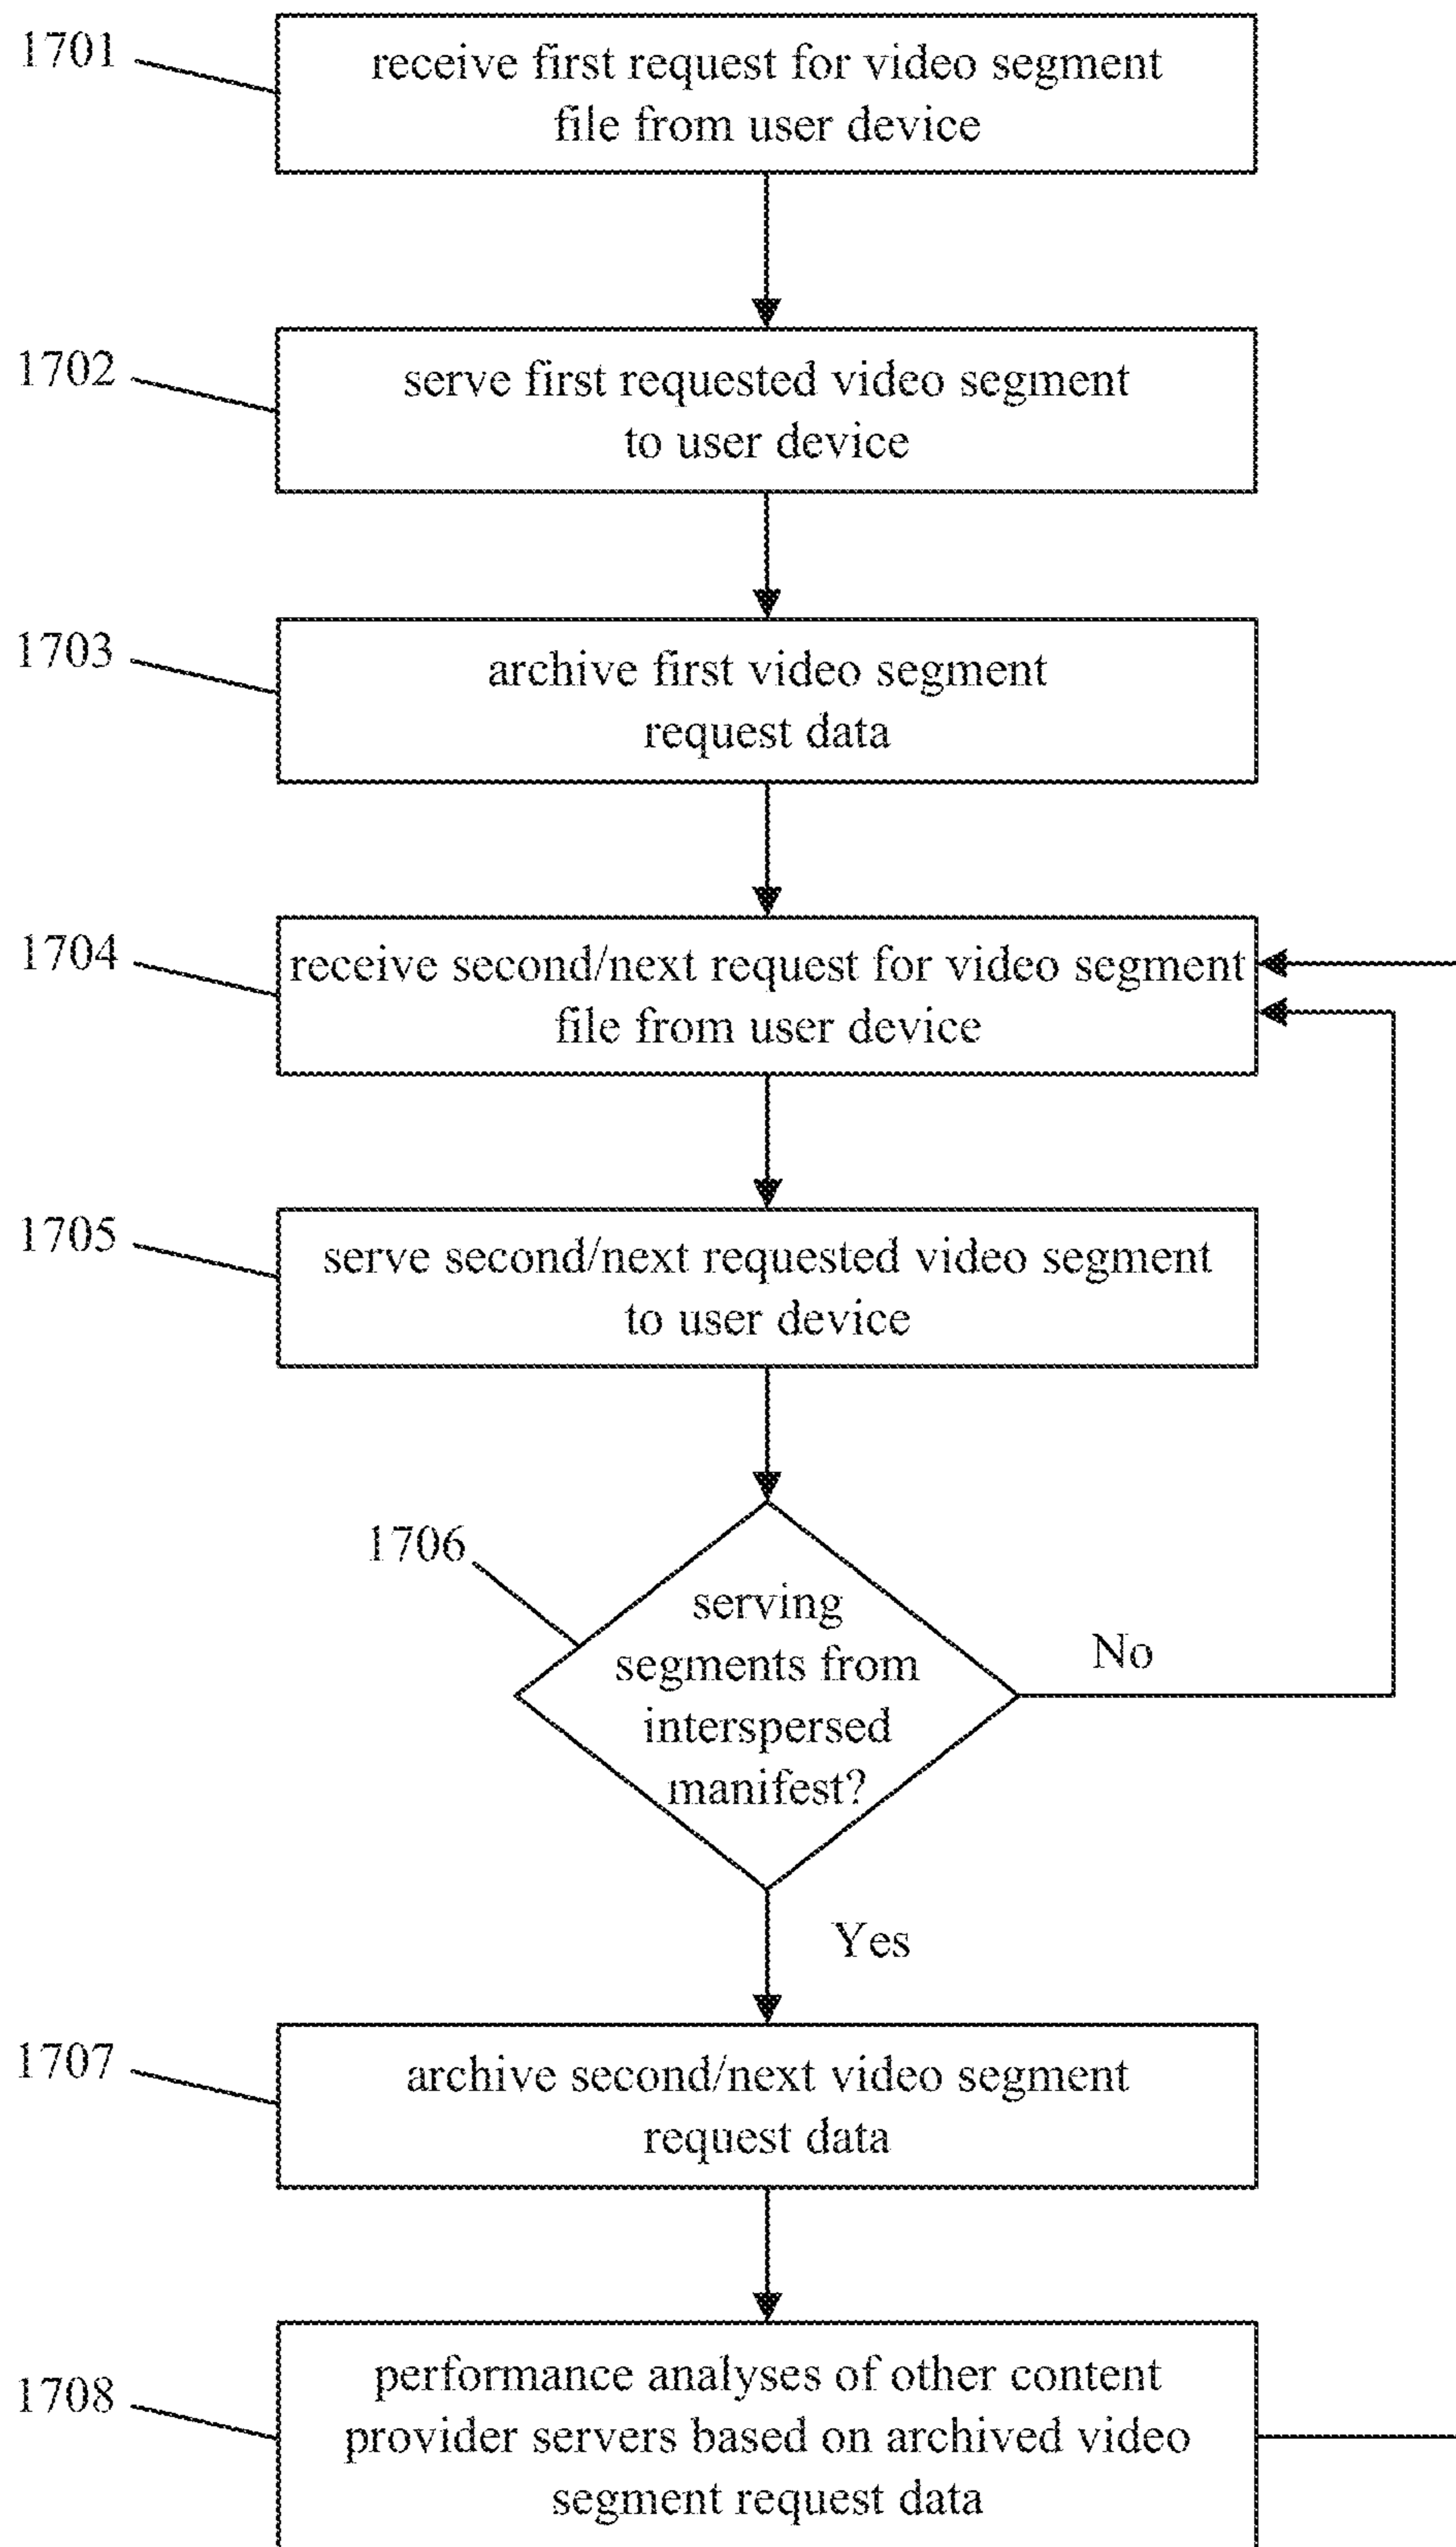 1701
receive first request for video segment
file from user device
1702
serve first requested video segment
to user device
1703
archive first video segment
request data
1704
receive second/next request for video segment
file from user device
1705
serve second/next requested video segment
to user device
1706
serving
segments from
interspersed
manifest?
No
Yes
1707
archive second/next video segment
request data
1708
performance analyses of other content
provider servers based on archived video
segment request data